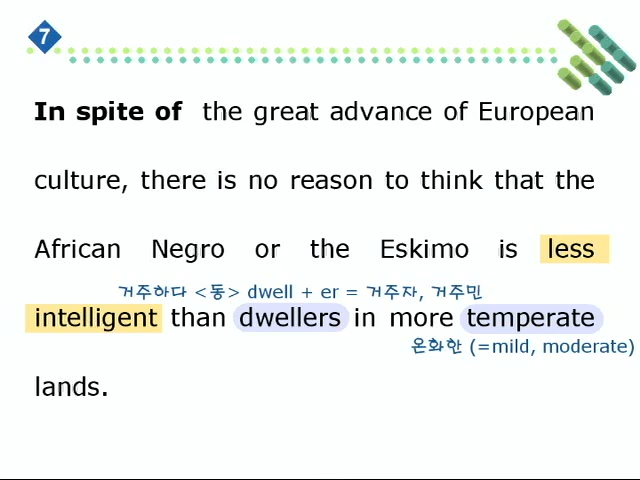 7
In spite of the great advance of European
culture, there is no reason to think that the
African Negro or the Eskimo is less
거주하다 <동> dwell + er = 거주자, 거주민
intelligent than dwellers in more temperate
온화한 (=mild, moderate)
lands.